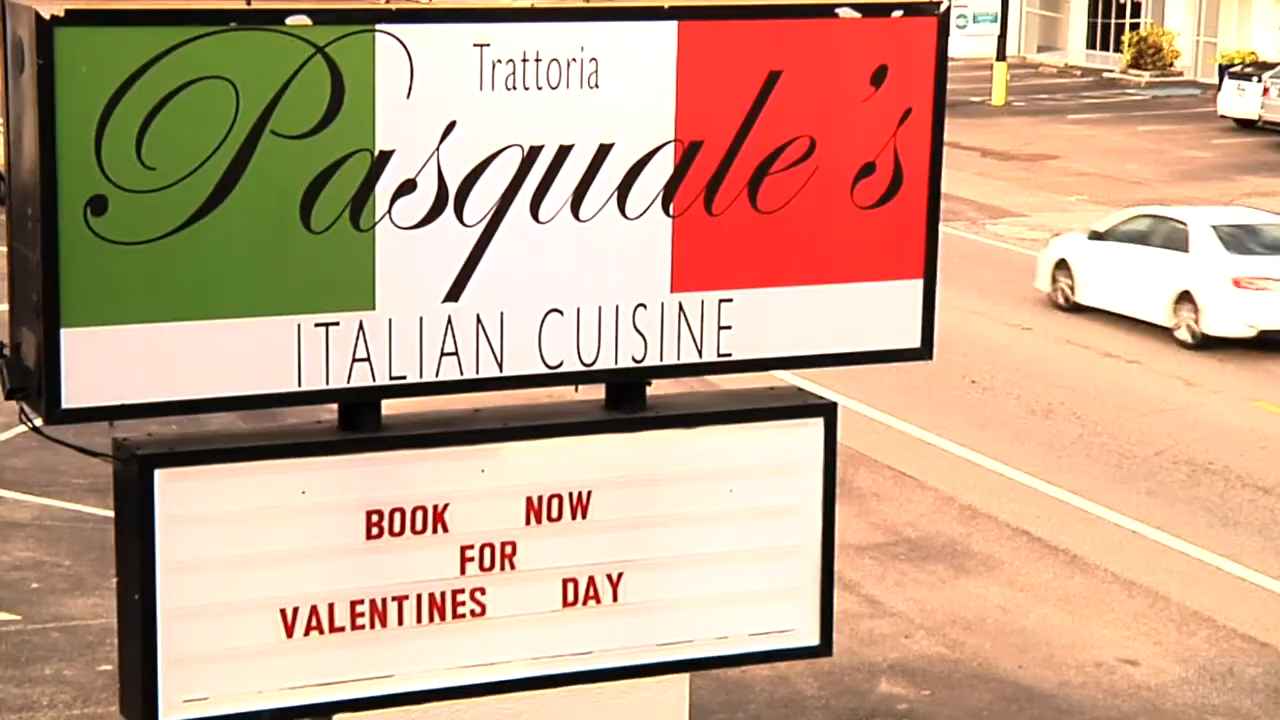 Trattoria
Pasquale's
ITALIAN CUISINE
BOOK NOW
FOR
VALENTINES DAY